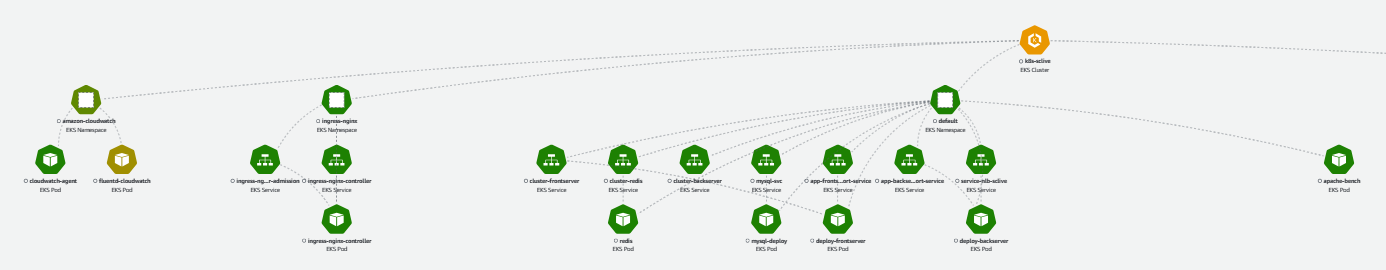 k8s-sclive
EKS Cluster
amazon-cloudwatch
EKS Namespace
ingress-nginx
EKS Namespace
default
EKS Namespace
cloudwatch-agent
EKS Pod
fluentd-cloudwatch
EKS Pod
ingress-ng...r-admission
EKS Service
ingress-nginx-controller
EKS Service
cluster-frontserver
EKS Service
cluster-redis
EKS Service
cluster-backserver
EKS Service
mysql-svc
EKS Service
app-fronts...ort-service
EKS Service
app-backse...ort-service
EKS Service
service-nlb-sclive
EKS Service
apache-bench
EKS Pod
ingress-nginx-controller
EKS Pod
redis
EKS Pod
mysql-deploy
EKS Pod
deploy-frontserver
EKS Pod
deploy-backserver
EKS Pod